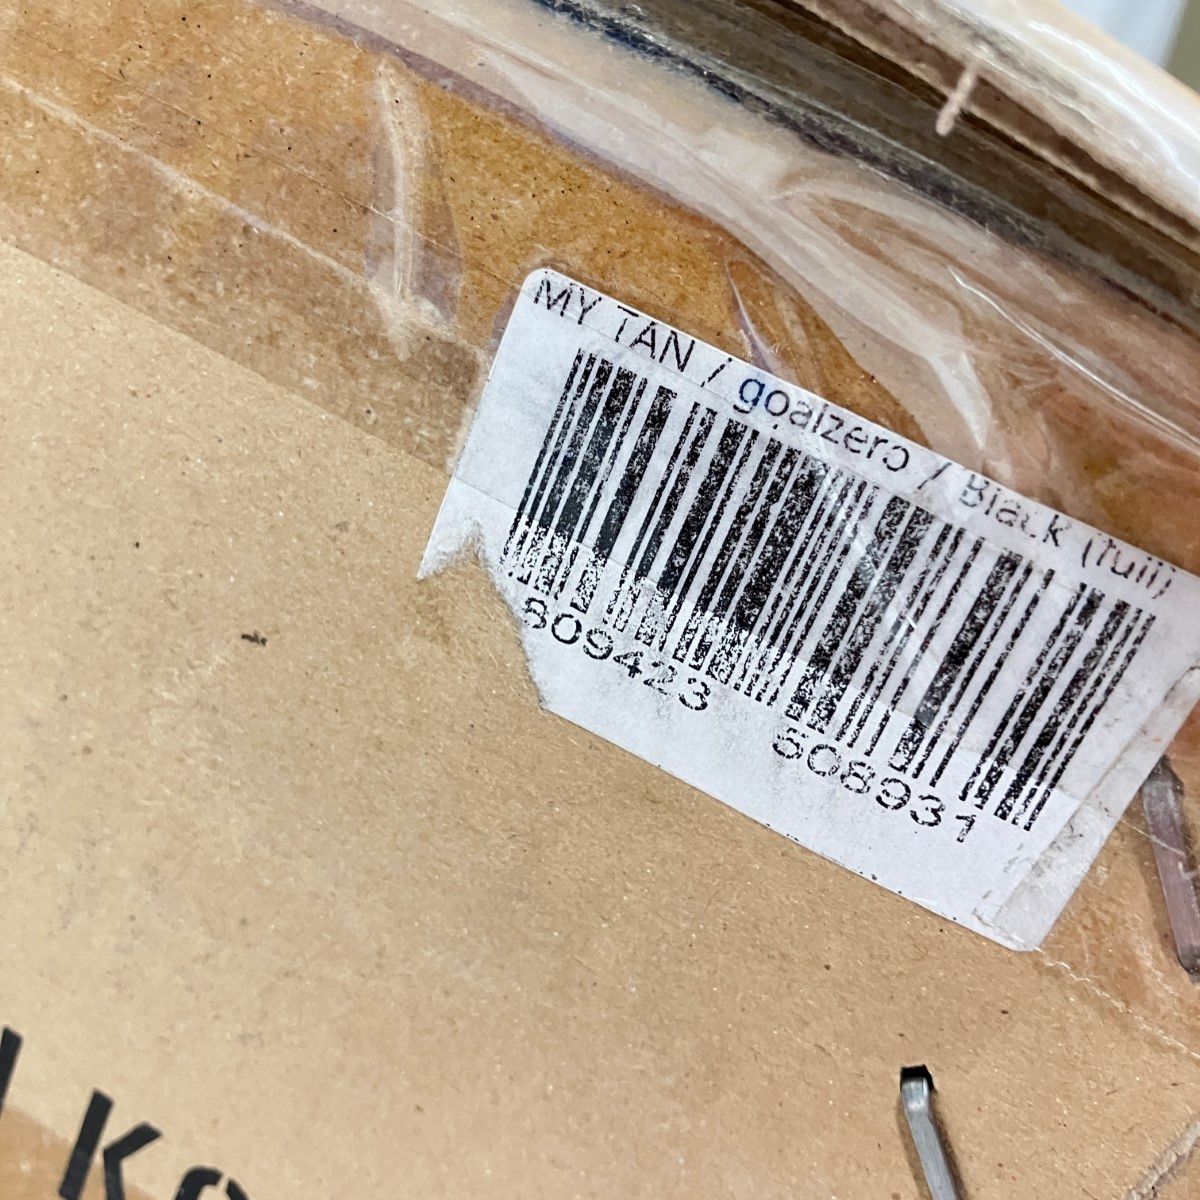 MY TAN / goalzero / Black (full)
809423 508931